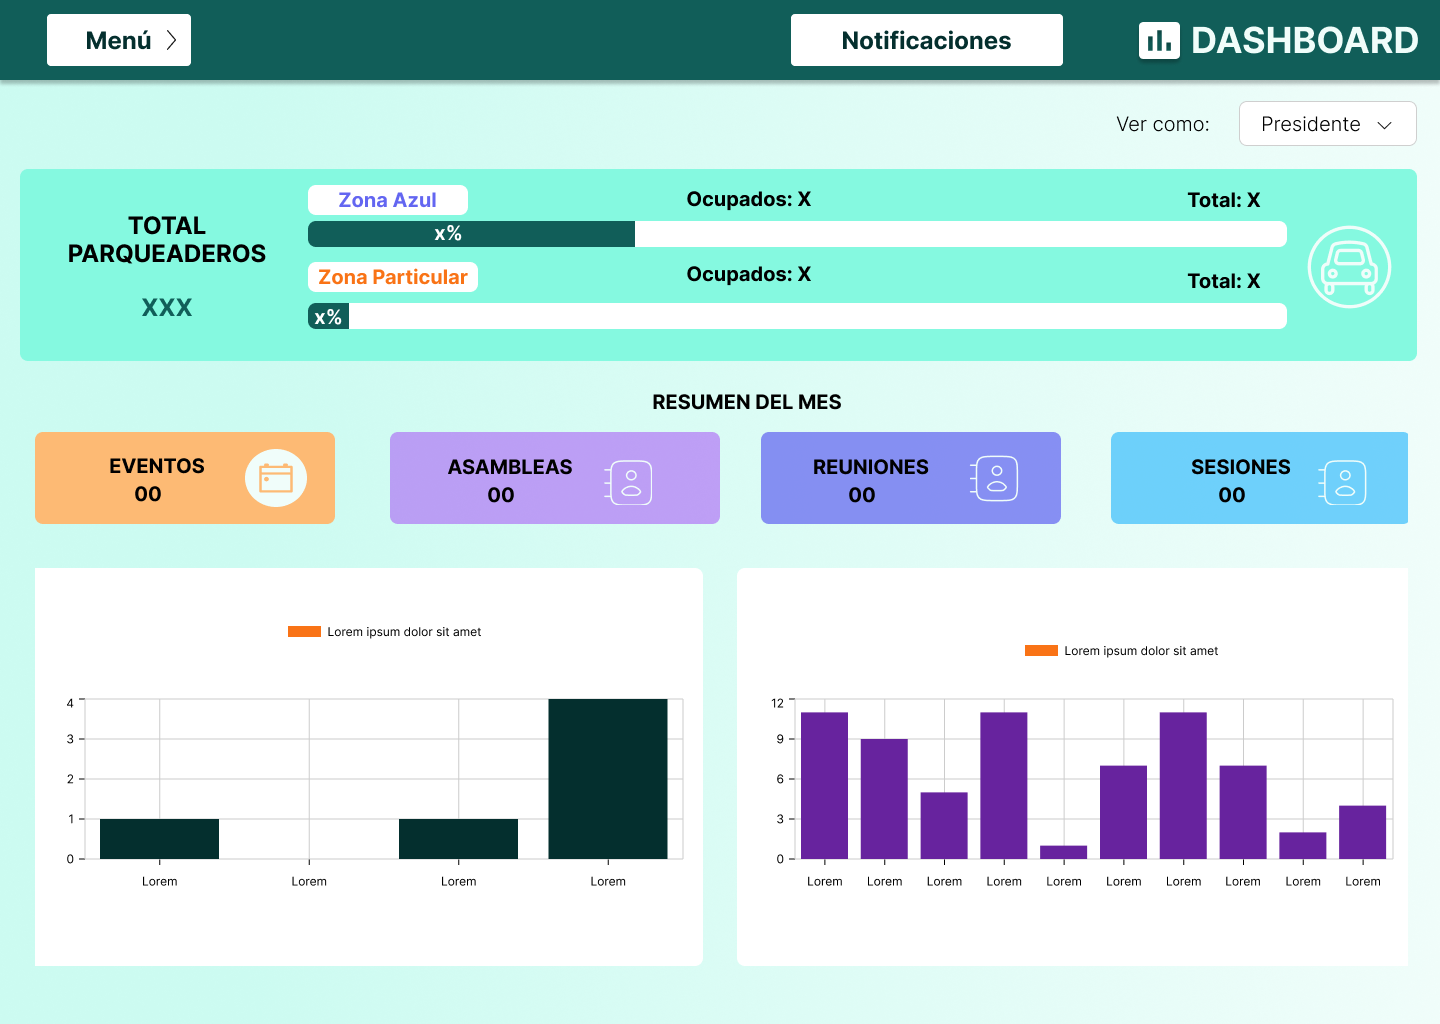 Menú
Notificaciones
DASHBOARD
Ver como:
Presidente
TOTAL
PARQUEADEROS
XXX
Zona Azul
Ocupados: X
Total: X
x%
Zona Particular
Ocupados: X
Total: X
x%
RESUMEN DEL MES
EVENTOS
00
ASAMBLEAS
00
REUNIONES
00
SESIONES
00
Lorem ipsum dolor sit amet
4
3
2
1
0
Lorem Lorem Lorem Lorem
Lorem ipsum dolor sit amet
12
9
6
3
0
Lorem Lorem Lorem Lorem Lorem Lorem Lorem Lorem Lorem Lorem